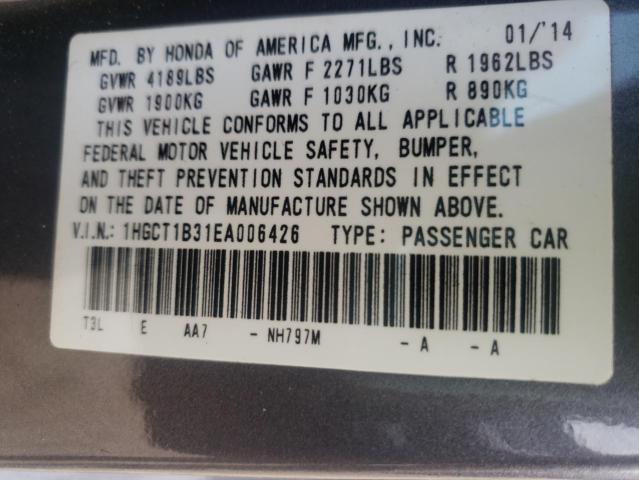 MFD. BY HONDA OF AMERICA MFG., INC. 01/'14
GVWR 4189LBS GAWR F 2271LBS R 1962LBS
GVWR 1900KG GAWR F 1030KG R 890KG
THIS VEHICLE CONFORMS TO ALL APPLICABLE
FEDERAL MOTOR VEHICLE SAFETY, BUMPER,
AND THEFT PREVENTION STANDARDS IN EFFECT
ON THE DATE OF MANUFACTURE SHOWN ABOVE.
V.I.N.: 1HGCT1B31EA006426 TYPE: PASSENGER CAR
T3L E AA7 - NH797M - A - A